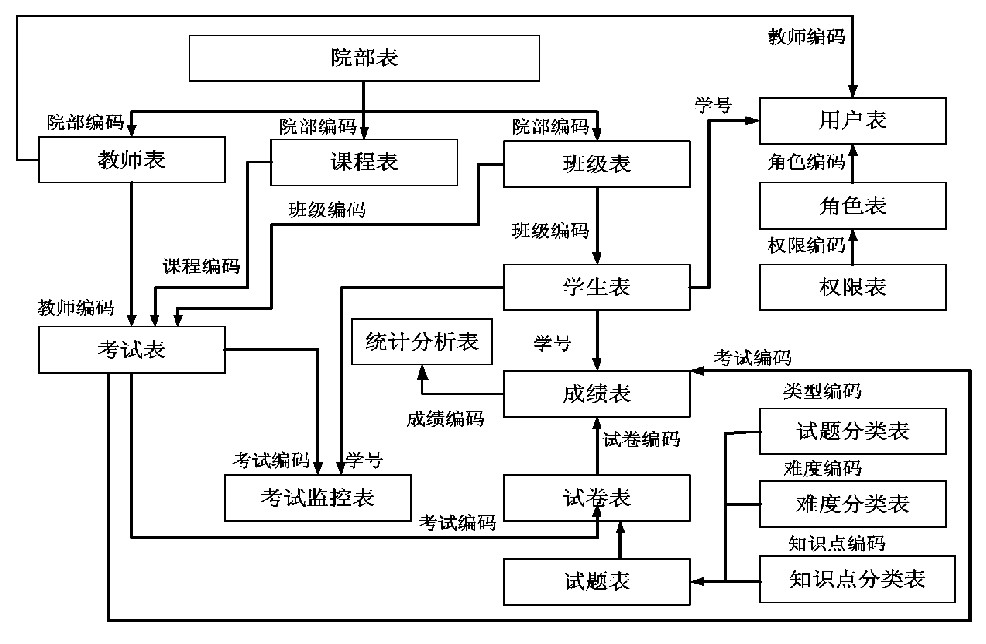 教师编码
院部表
学号
院部编码
院部编码
院部编码
用户表
教师表
课程表
班级表
角色编码
角色表
班级编码
班级编码
权限编码
课程编码
学生表
权限表
教师编码
考试表
统计分析表
学号
考试编码
成绩表
类型编码
成绩编码
试题分类表
试卷编码
考试编码
学号
难度编码
考试监控表
试卷表
难度分类表
考试编码
知识点编码
试题表
知识点分类表